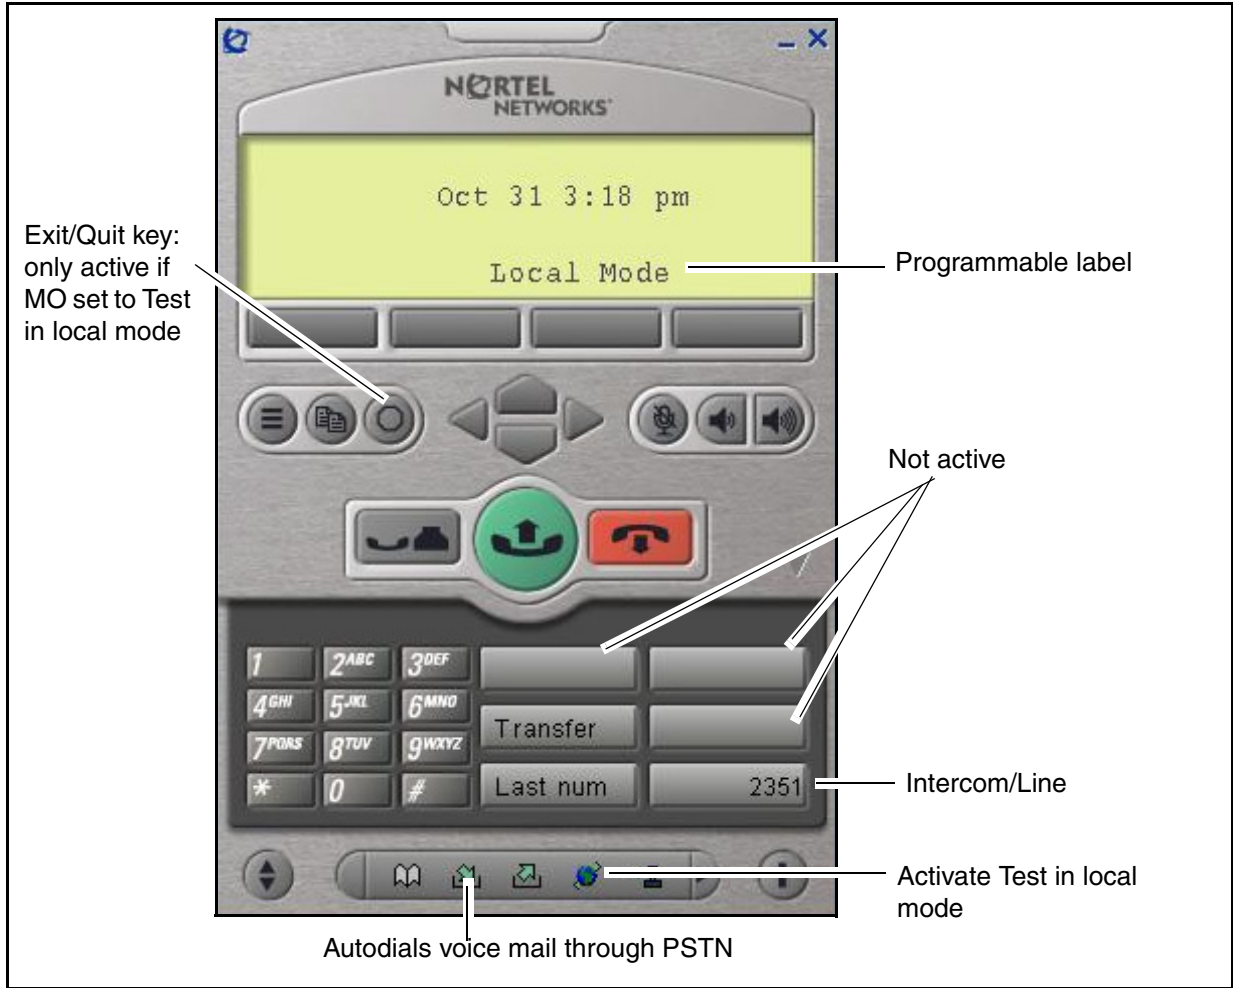 NORTEL
NETWORKS
Oct 31 3:18 pm
Local Mode
Exit/Quit key:
only active if
MO set to Test
in local mode
Programmable label
Not active
1
2ABC
3DEF
4GHI
5JKL
6MNO
Transfer
7PQRS
8TUV
9WXYZ
*
0
#
Last num
2351
Intercom/Line
Activate Test in local
mode
Autodials voice mail through PSTN